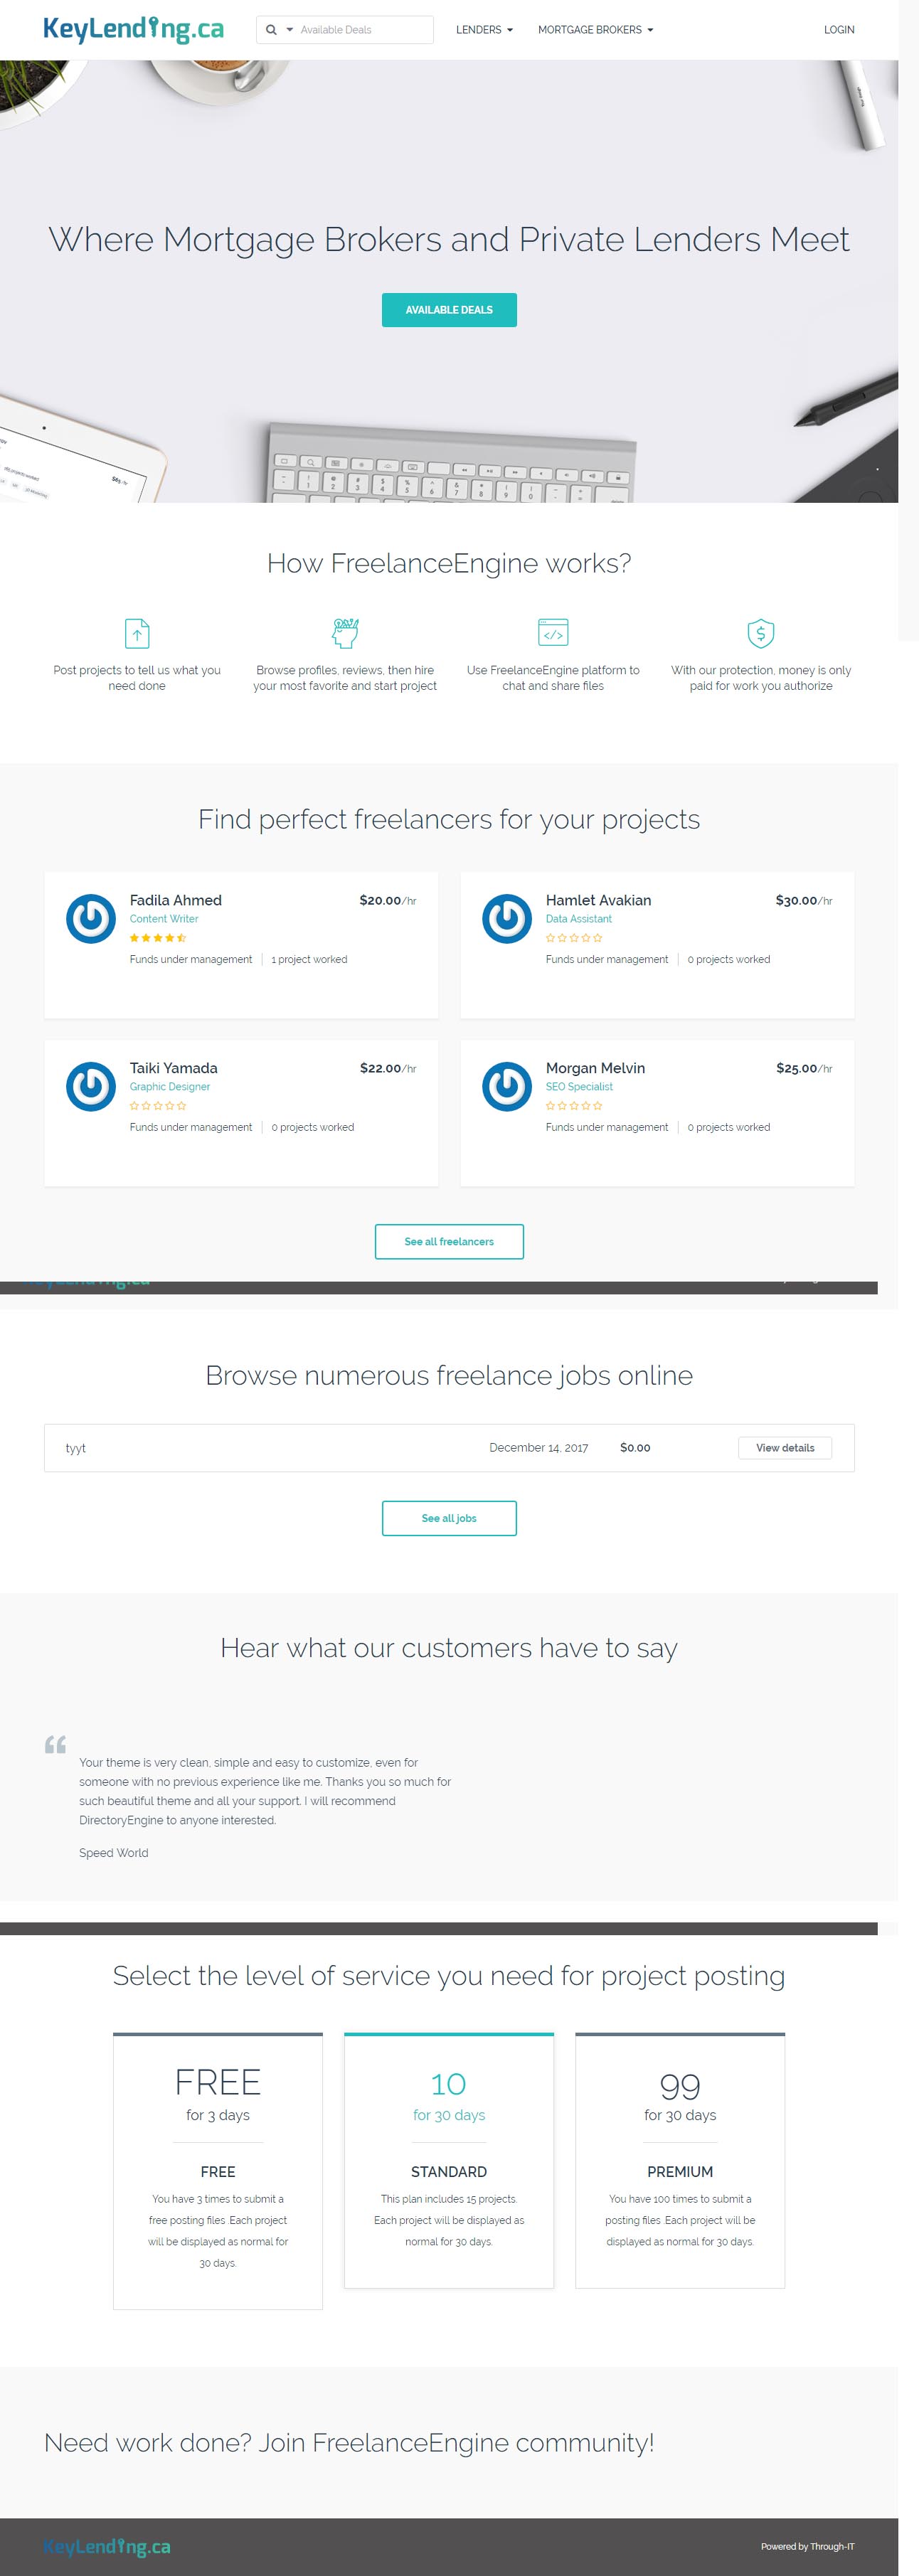 KeyLending.ca
Available Deals
LENDERS
MORTGAGE BROKERS
LOGIN
Where Mortgage Brokers and Private Lenders Meet
AVAILABLE DEALS
How FreelanceEngine works?
Post projects to tell us what you
need done
Browse profiles, reviews, then hire
your most favorite and start project
Use FreelanceEngine platform to
chat and share files
With our protection, money is only
paid for work you authorize
Find perfect freelancers for your projects
Fadila Ahmed
$20.00/hr
Content Writer
Funds under management
1 project worked
Hamlet Avakian
$30.00/hr
Data Assistant
Funds under management
0 projects worked
Taiki Yamada
$22.00/hr
Graphic Designer
Funds under management
0 projects worked
Morgan Melvin
$25.00/hr
SEO Specialist
Funds under management
0 projects worked
See all freelancers
Browse numerous freelance jobs online
tyyt
December 14, 2017
$0.00
View details
See all jobs
Hear what our customers have to say
Your theme is very clean, simple and easy to customize, even for
someone with no previous experience like me. Thanks you so much for
such beautiful theme and all your support. I will recommend
DirectoryEngine to anyone interested.
Speed World
Select the level of service you need for project posting
FREE
for 3 days
FREE
You have 3 times to submit a
free posting files .Each project
will be displayed as normal for
30 days.
10
for 30 days
STANDARD
This plan includes 15 projects.
Each project will be displayed as
normal for 30 days.
99
for 30 days
PREMIUM
You have 100 times to submit a
posting files .Each project will be
displayed as normal for 30 days.
Need work done? Join FreelanceEngine community!
KeyLending.ca
Powered by Through-IT